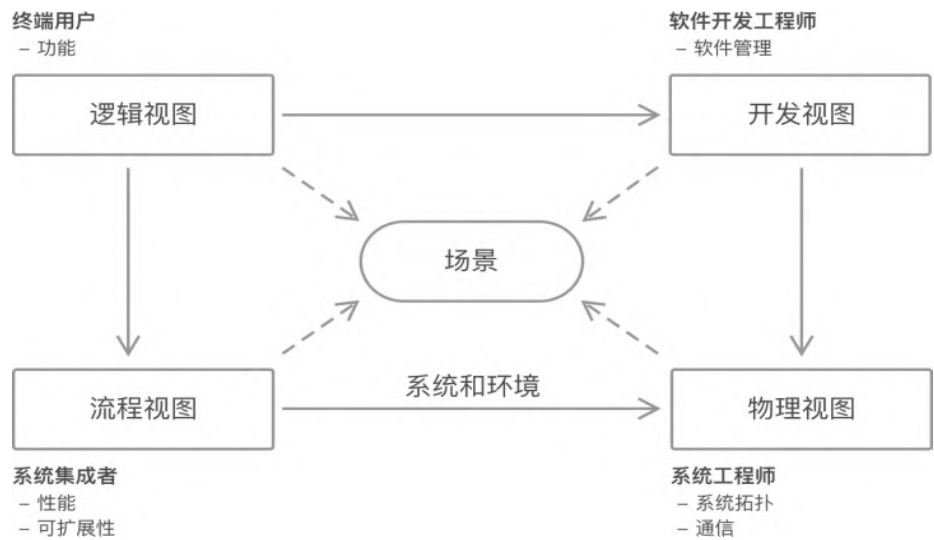 终端用户
– 功能
软件开发工程师
– 软件管理
逻辑视图
开发视图
场景
系统和环境
流程视图
物理视图
系统集成者
– 性能
– 可扩展性
系统工程师
– 系统拓扑
– 通信